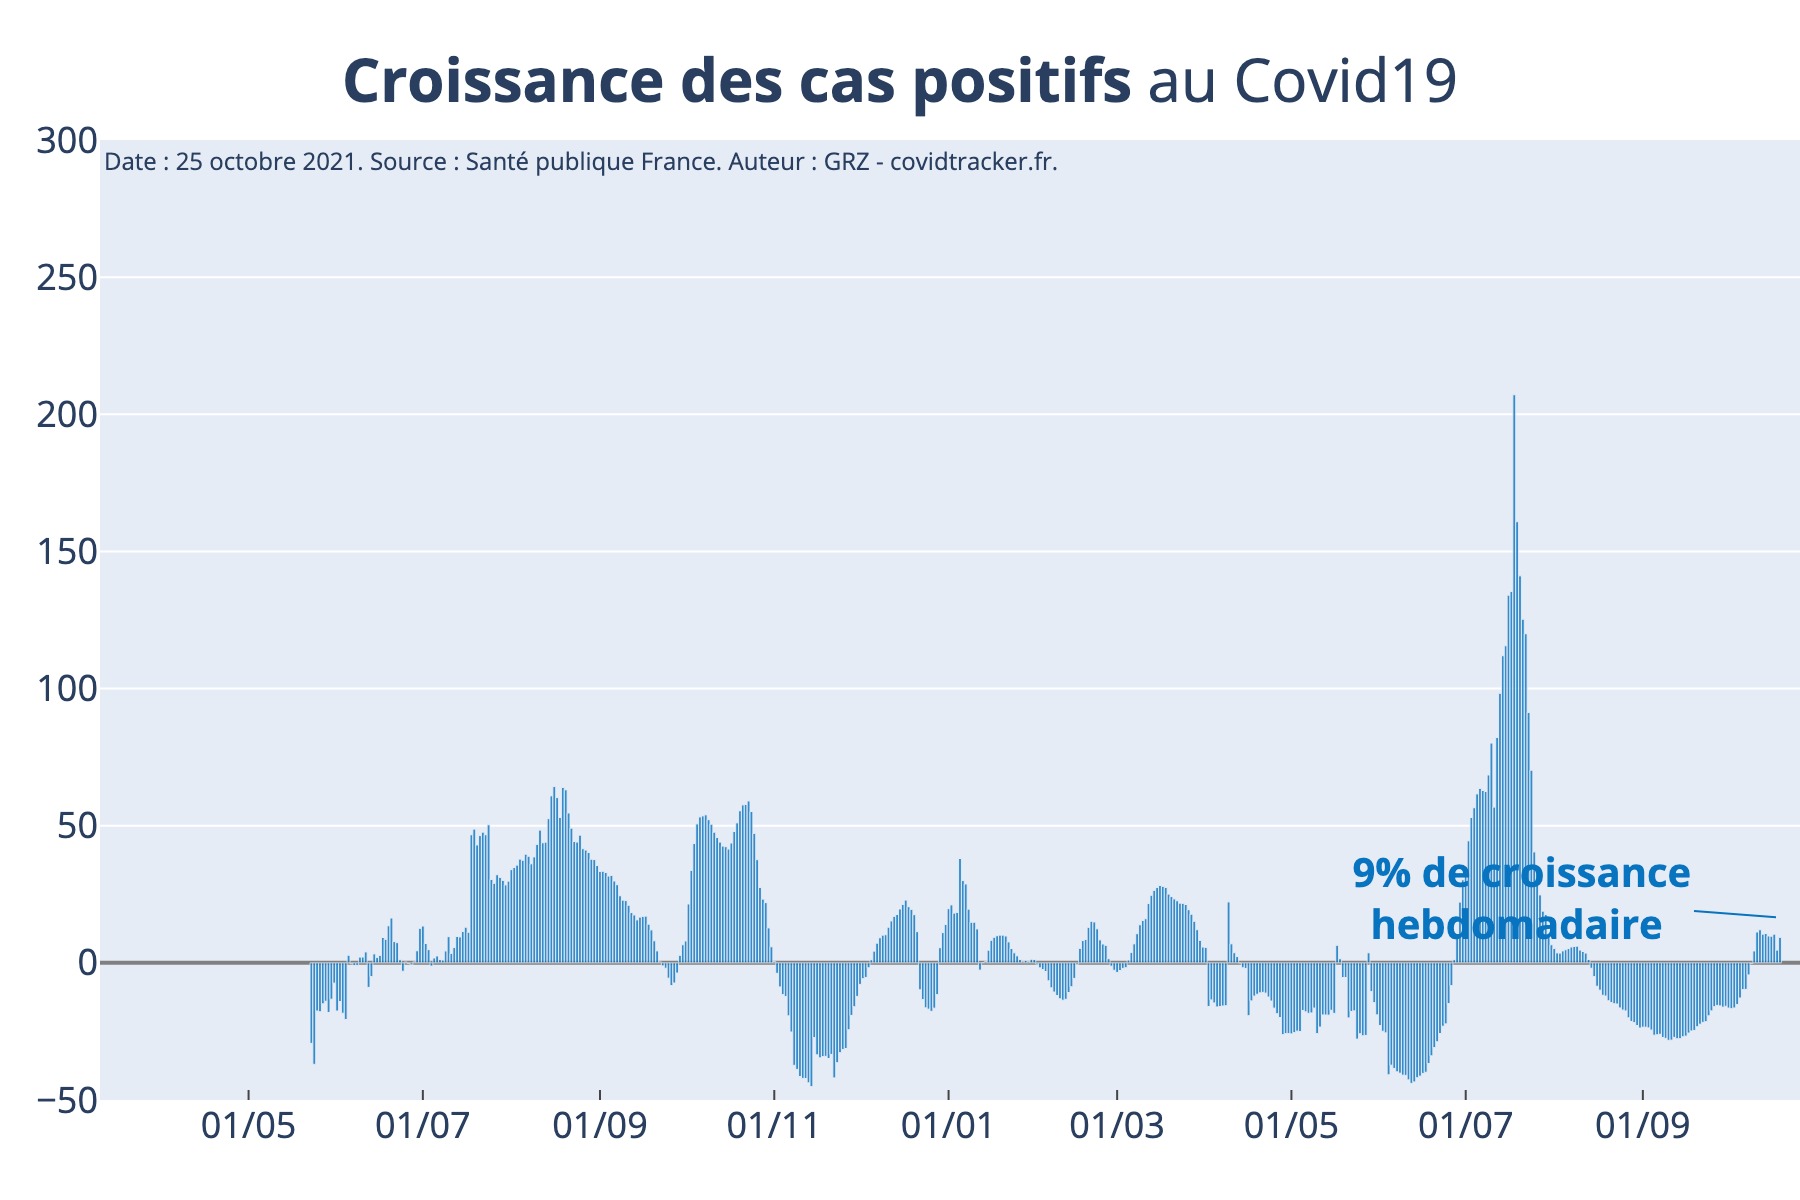 Croissance des cas positifs au Covid19
300
Date : 25 octobre 2021. Source : Santé publique France. Auteur : GRZ - covidtracker.fr.
250
200
150
100
50
9% de croissance
hebdomadaire
0
−50
01/05 01/07 01/09 01/11 01/01 01/03 01/05 01/07 01/09